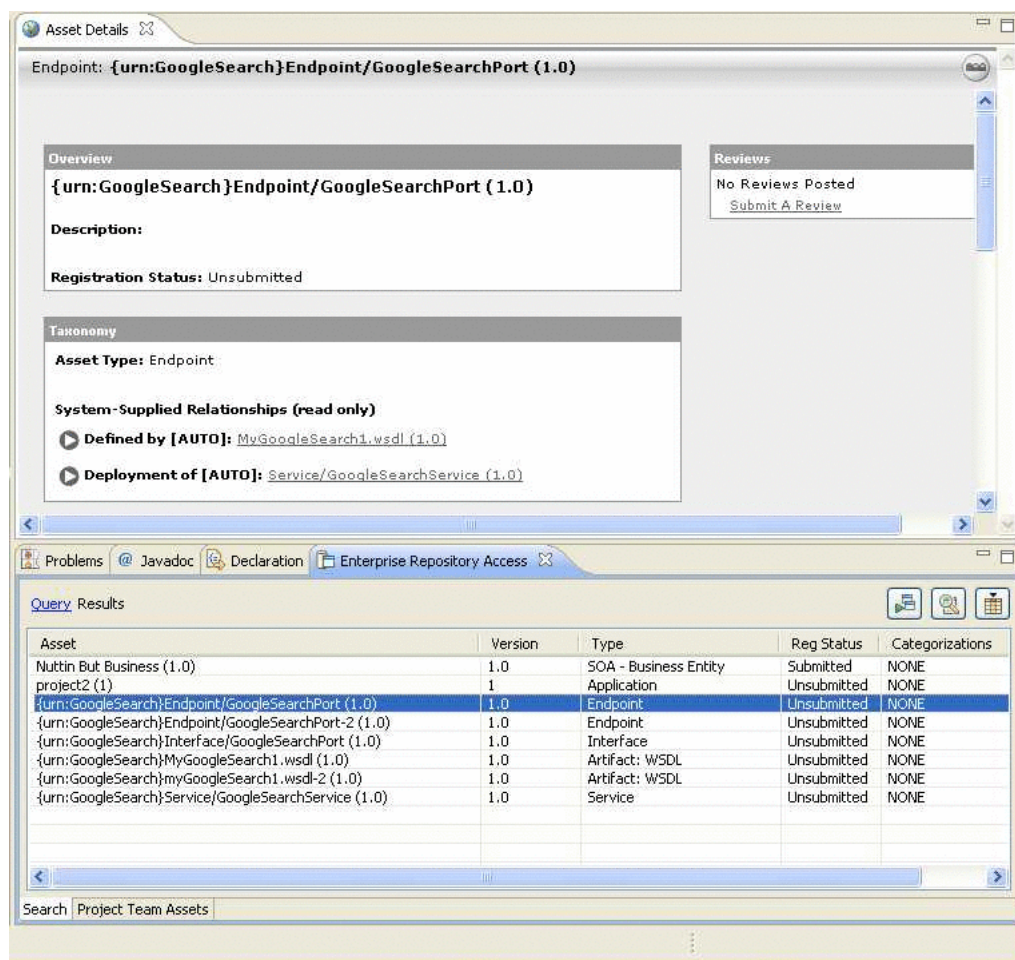 Asset Details
Endpoint: {urn:GoogleSearch}Endpoint/GoogleSearchPort (1.0)
Overview
{urn:GoogleSearch}Endpoint/GoogleSearchPort (1.0)
Description:
Registration Status: Unsubmitted
Reviews
No Reviews Posted
Submit A Review
Taxonomy
Asset Type: Endpoint
System-Supplied Relationships (read only)
Defined by [AUTO]: MyGoogleSearch1.wsdl (1.0)
Deployment of [AUTO]: Service/GoogleSearchService (1.0)
Problems @ Javadoc Declaration Enterprise Repository Access
Query Results
Asset Version Type Reg Status Categorizations
Nuttin But Business (1.0) 1.0 SOA - Business Entity Submitted NONE
project2 (1) 1 Application Unsubmitted NONE
{urn:GoogleSearch}Endpoint/GoogleSearchPort (1.0) 1.0 Endpoint Unsubmitted NONE
{urn:GoogleSearch}Endpoint/GoogleSearchPort-2 (1.0) 1.0 Endpoint Unsubmitted NONE
{urn:GoogleSearch}Interface/GoogleSearchPort (1.0) 1.0 Interface Unsubmitted NONE
{urn:GoogleSearch}MyGoogleSearch1.wsdl (1.0) 1.0 Artifact: WSDL Unsubmitted NONE
{urn:GoogleSearch}myGoogleSearch1.wsdl-2 (1.0) 1.0 Artifact: WSDL Unsubmitted NONE
{urn:GoogleSearch}Service/GoogleSearchService (1.0) 1.0 Service Unsubmitted NONE
Search Project Team Assets